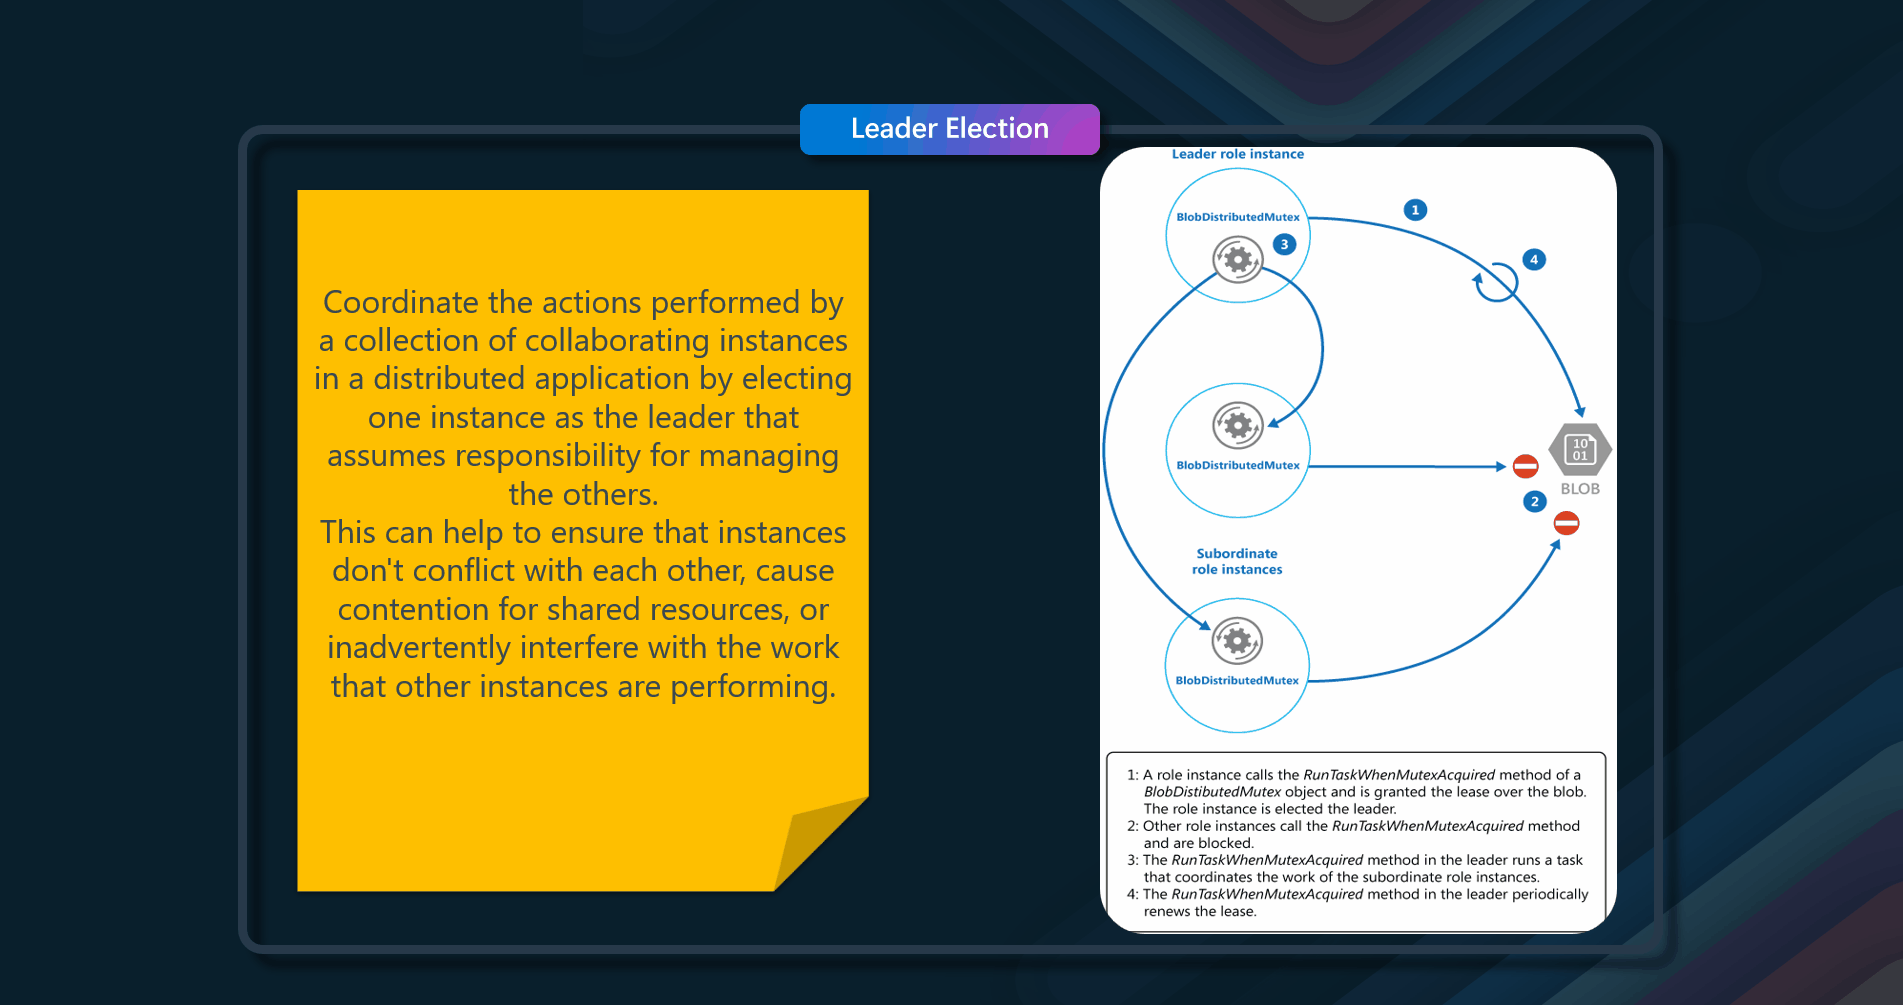 Leader Election
Coordinate the actions performed by
a collection of collaborating instances
in a distributed application by electing
one instance as the leader that
assumes responsibility for managing
the others.
This can help to ensure that instances
don't conflict with each other, cause
contention for shared resources, or
inadvertently interfere with the work
that other instances are performing.
Leader role instance
BlobDistributedMutex
1
3
4
BlobDistributedMutex
10
01
BLOB
2
Subordinate
role instances
BlobDistributedMutex
1: A role instance calls the RunTaskWhenMutexAcquired method of a
BlobDistibutedMutex object and is granted the lease over the blob.
The role instance is elected the leader.
2: Other role instances call the RunTaskWhenMutexAcquired method
and are blocked.
3: The RunTaskWhenMutexAcquired method in the leader runs a task
that coordinates the work of the subordinate role instances.
4: The RunTaskWhenMutexAcquired method in the leader periodically
renews the lease.